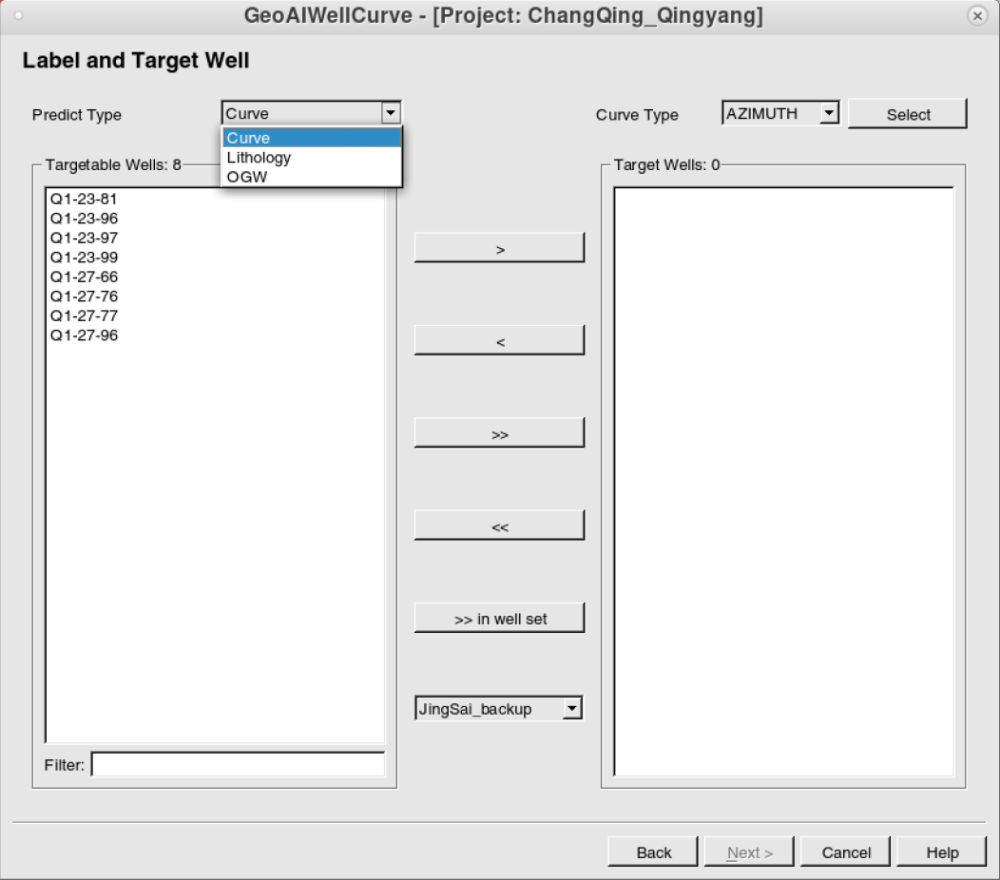 GeoAIWellCurve - [Project: ChangQing_Qingyang]
Label and Target Well
Predict Type
Curve
Curve
Lithology
OGW
Curve Type
AZIMUTH
Select
Targetable Wells: 8
Q1-23-81
Q1-23-96
Q1-23-97
Q1-23-99
Q1-27-66
Q1-27-76
Q1-27-77
Q1-27-96
Filter:
>
<
>>
<<
>> in well set
JingSai_backup
Target Wells: 0
Back
Next >
Cancel
Help